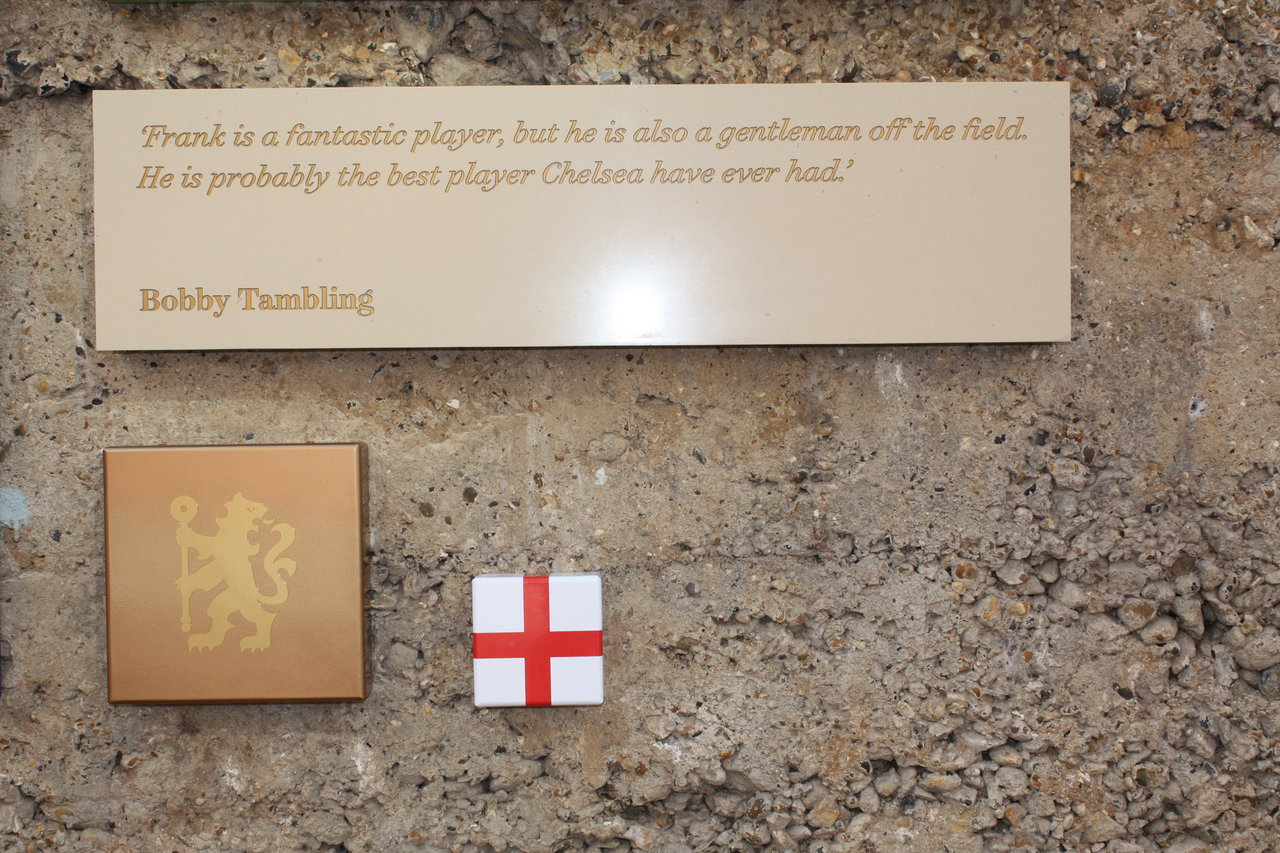 ‘Frank is a fantastic player, but he is also a gentleman off the field.
He is probably the best player Chelsea have ever had.’
Bobby Tambling